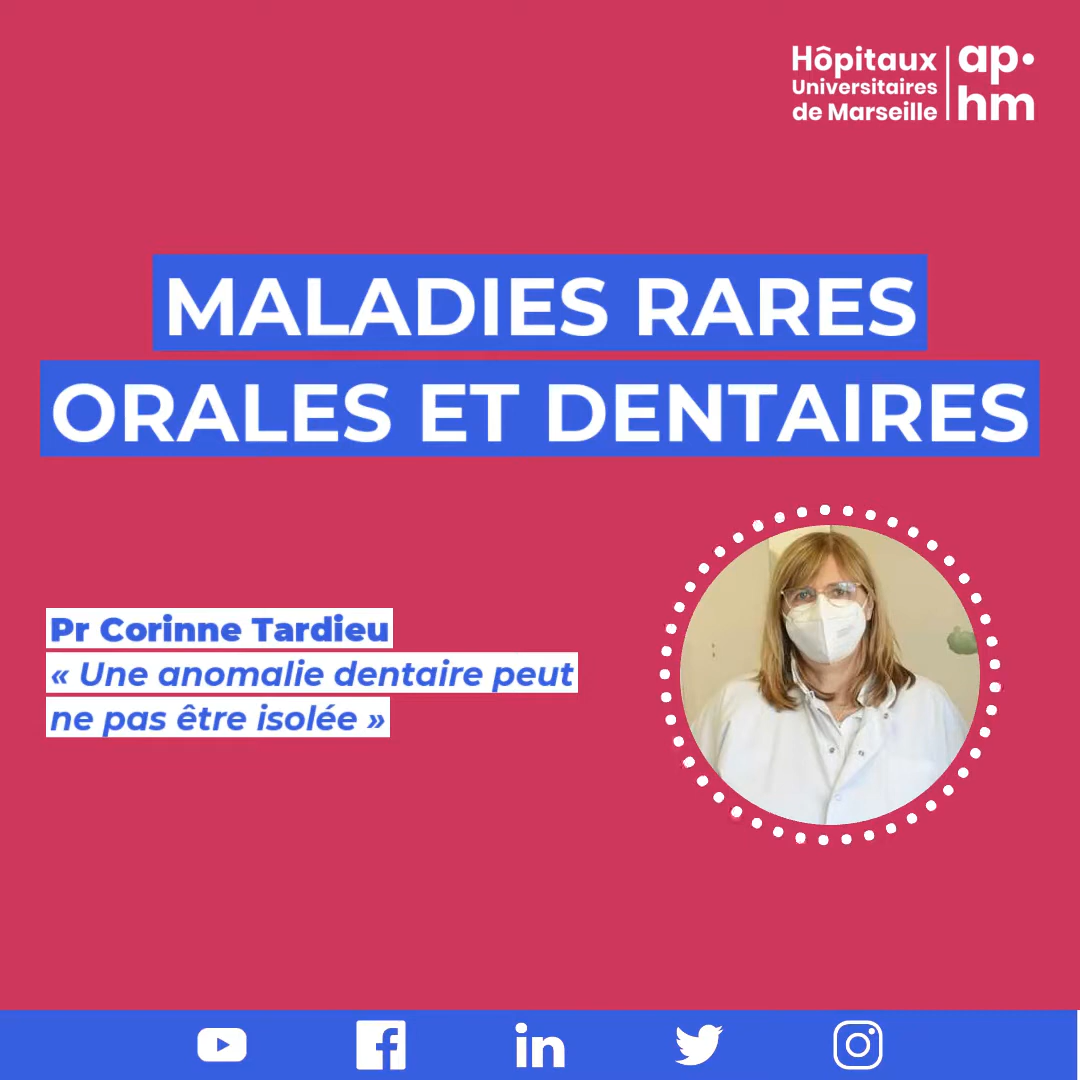 Hôpitaux
Universitaires
de Marseille
ap•
hm
MALADIES RARES
ORALES ET DENTAIRES
Pr Corinne Tardieu
« Une anomalie dentaire peut
ne pas être isolée »
in